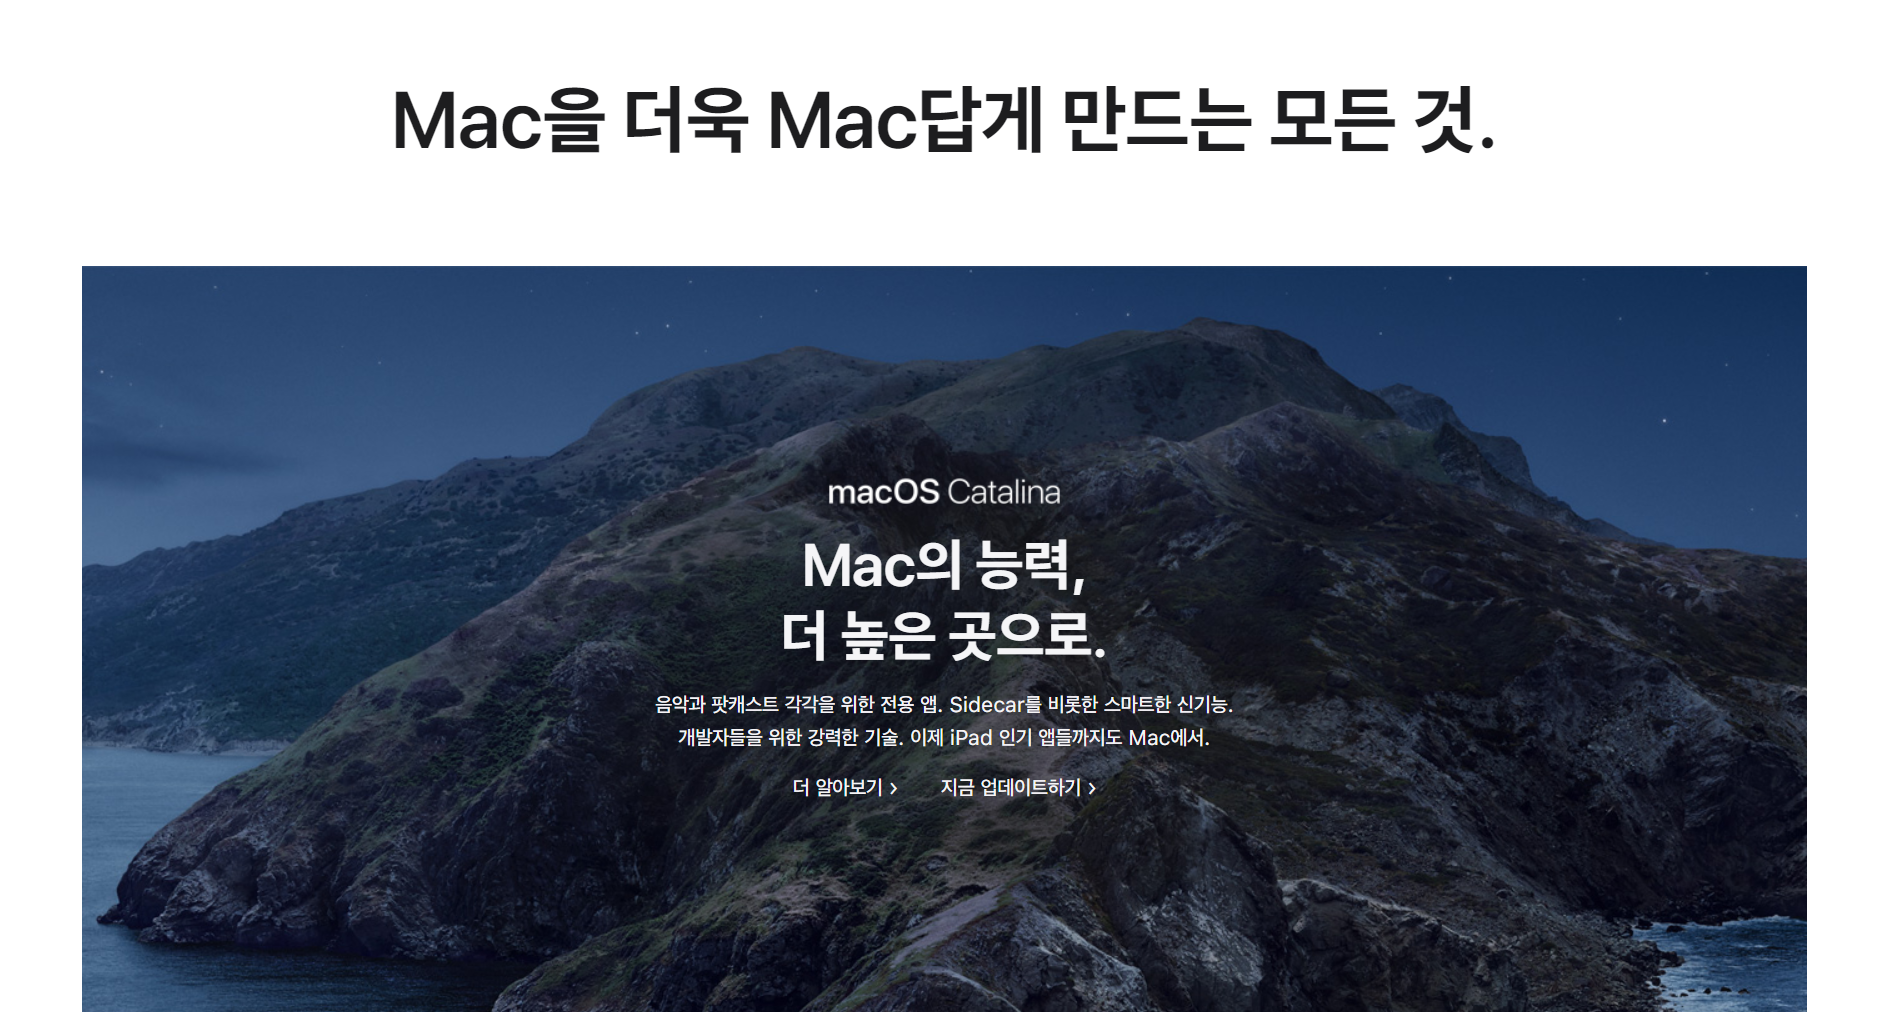 Mac을 더욱 Mac답게 만드는 모든 것.
macOS Catalina
Mac의 능력,
더 높은 곳으로.
음악과 팟캐스트 각각을 위한 전용 앱. Sidecar를 비롯한 스마트한 신기능.
개발자들을 위한 강력한 기술. 이제 iPad 인기 앱들까지도 Mac에서.
더 알아보기 > 지금 업데이트하기 >